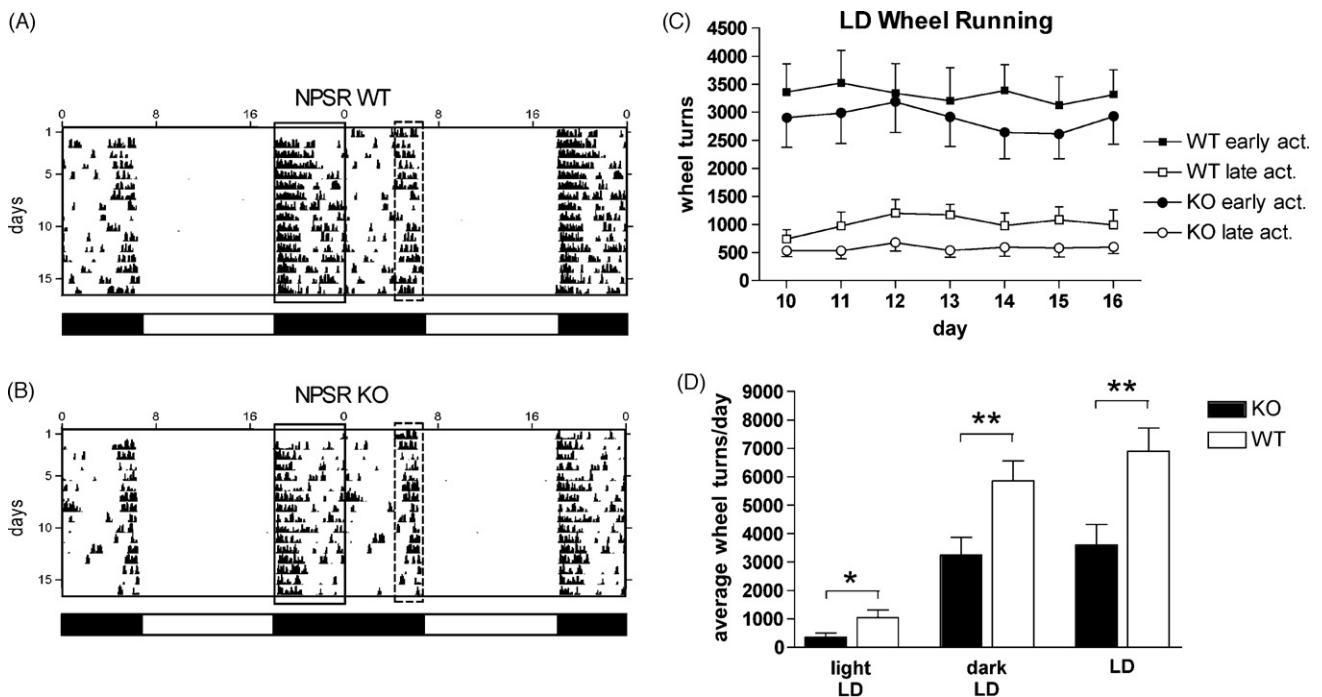 (A)
NPSR WT
0 8 16 0 8 16 0
1
5
10
15
days
(B)
NPSR KO
0 8 16 0 8 16 0
1
5
10
15
days
(C)
LD Wheel Running
4500
4000
3500
3000
2500
2000
1500
1000
500
0
wheel turns
10 11 12 13 14 15 16
day
WT early act.
WT late act.
KO early act.
KO late act.
(D)
9000
8000
7000
6000
5000
4000
3000
2000
1000
0
average wheel turns/day
*
**
**
light LD
dark LD
LD
KO
WT